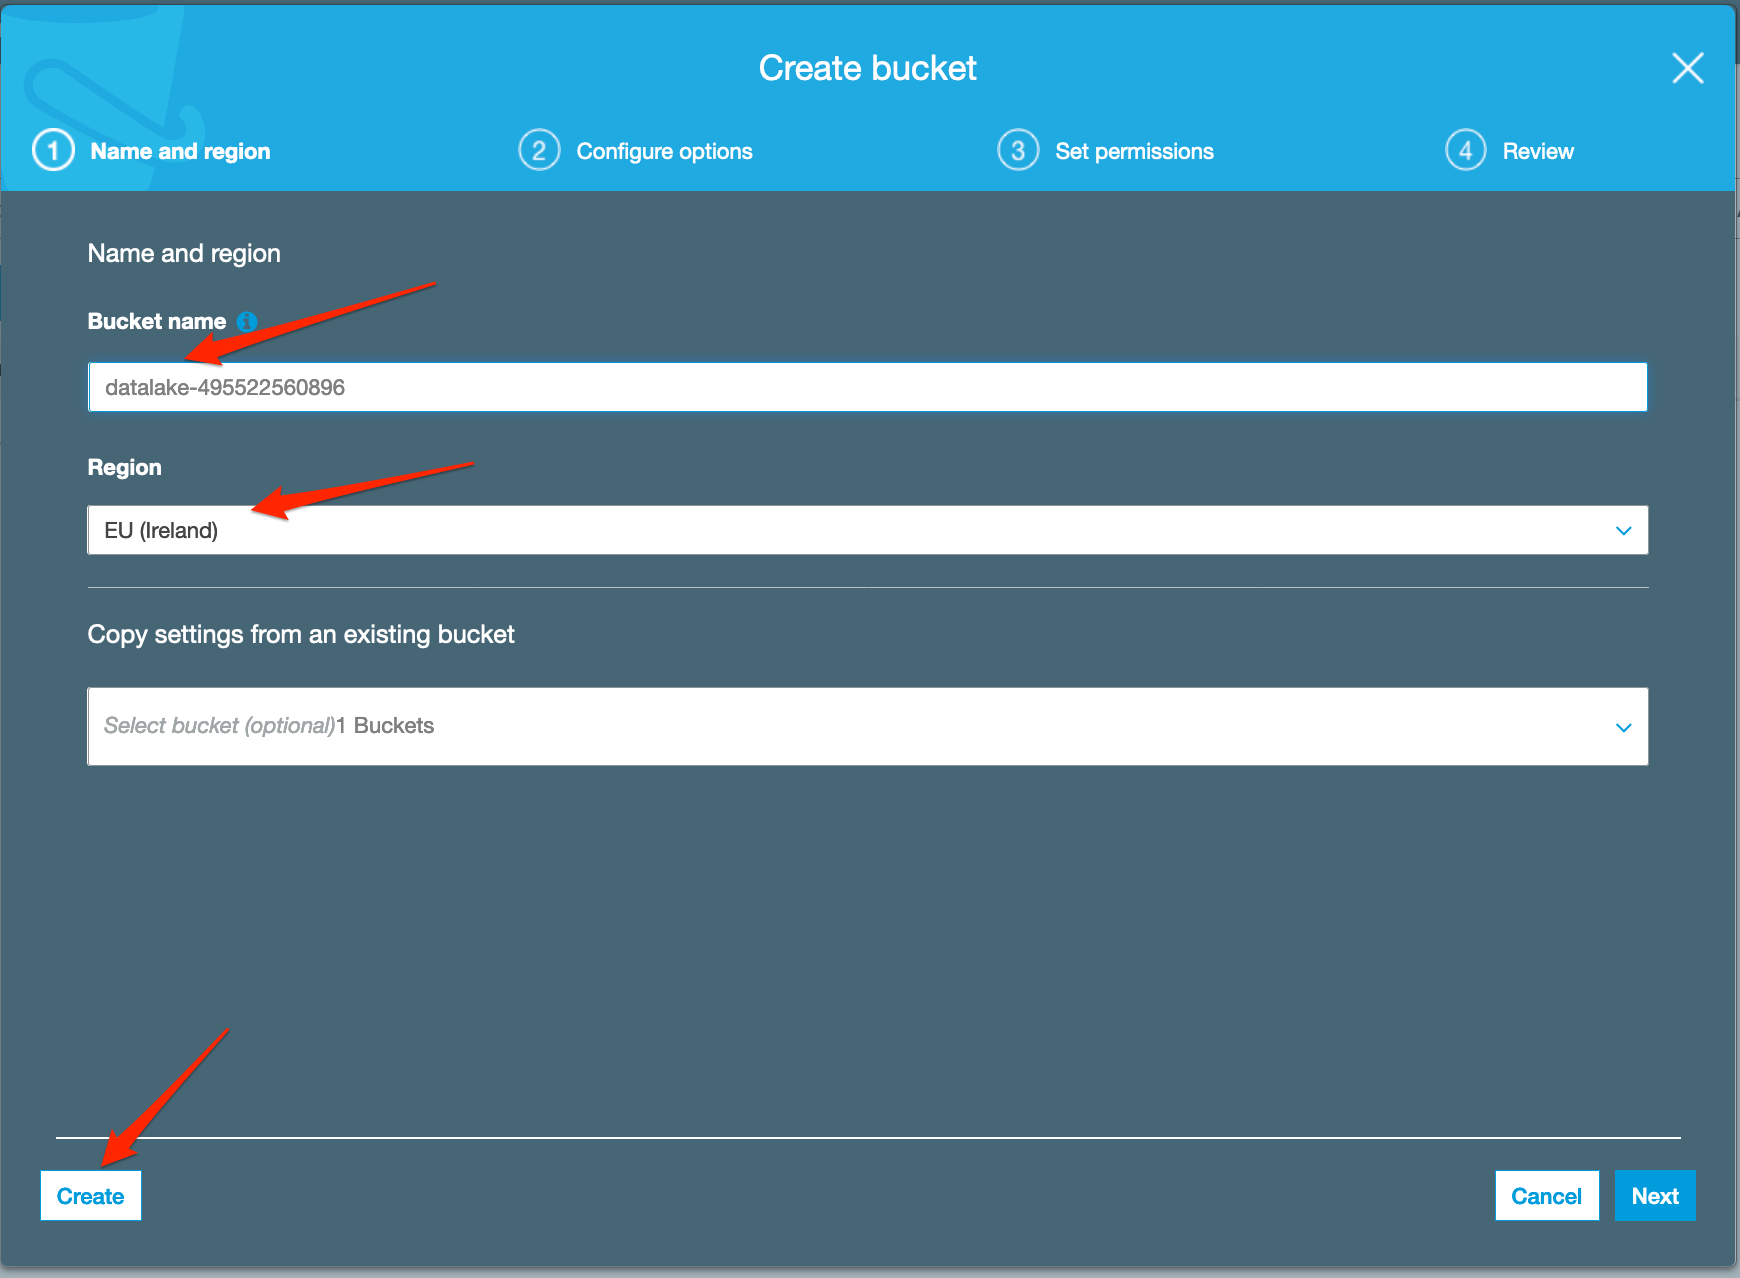 Create bucket
1 Name and region 2 Configure options 3 Set permissions 4 Review
Name and region
Bucket name
datalake-495522560896
Region
EU (Ireland)
Copy settings from an existing bucket
Select bucket (optional)1 Buckets
Create Cancel Next